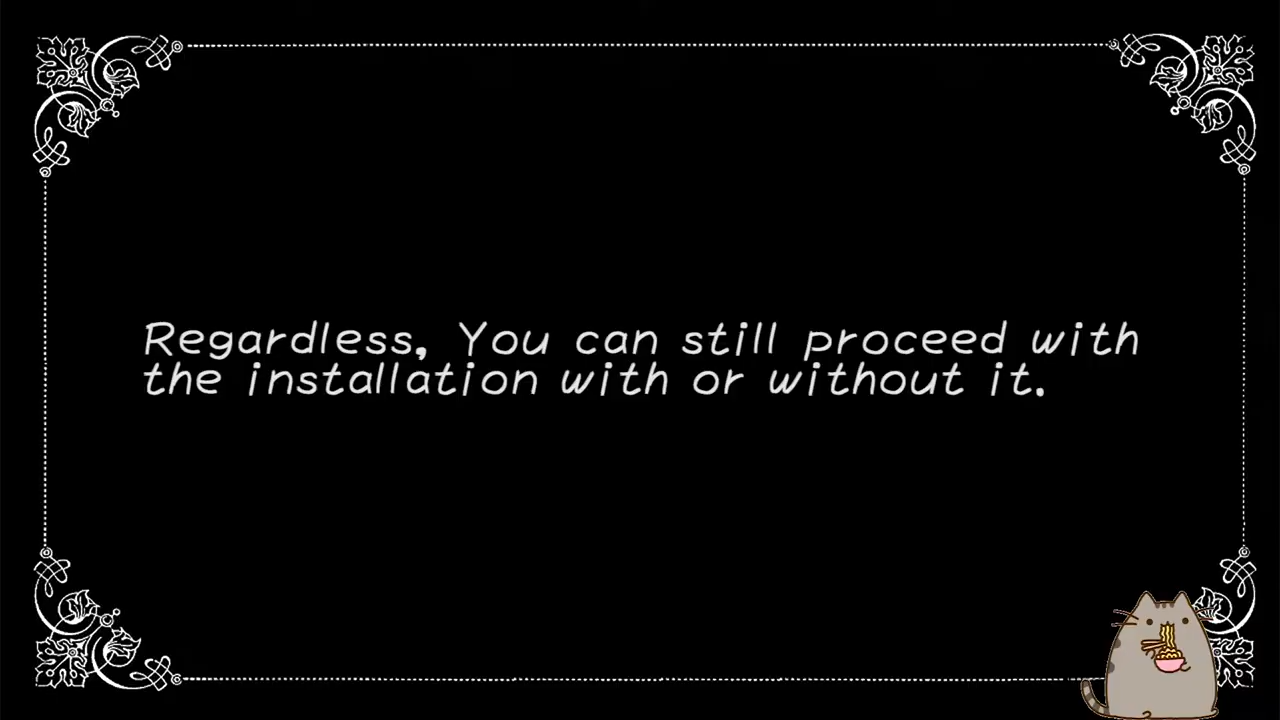 Regardless, You can still proceed with
the installation with or without it.